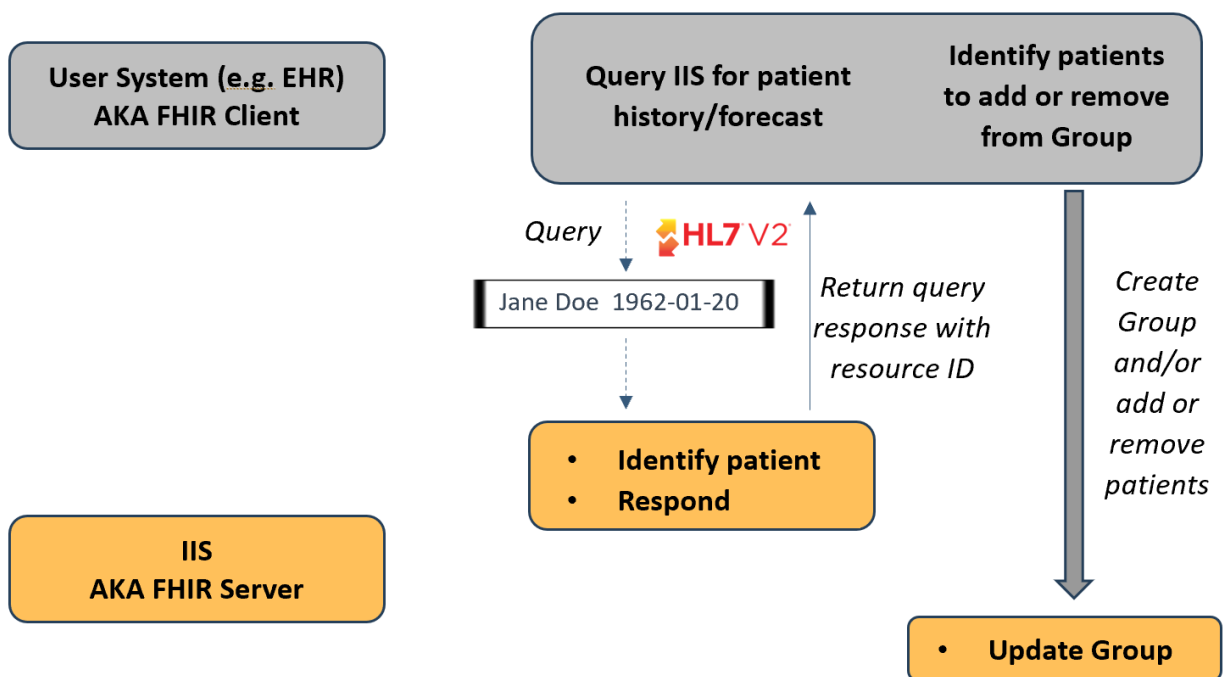 User System (e.g. EHR)
AKA FHIR Client
Query IIS for patient
history/forecast
Identify patients
to add or remove
from Group
Query
HL7 V2
Jane Doe 1962-01-20
Return query
response with
resource ID
Create
Group
and/or
add or
remove
patients
• Identify patient
• Respond
IIS
AKA FHIR Server
• Update Group